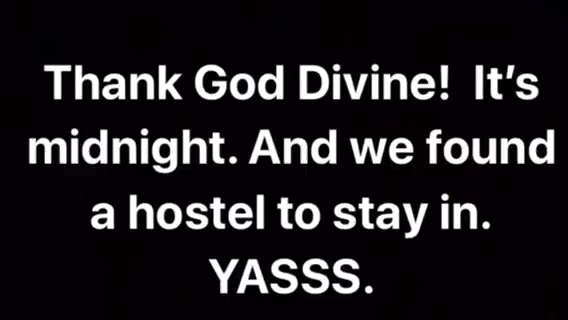 Thank God Divine!  It’s
midnight. And we found
a hostel to stay in.
YASSS.